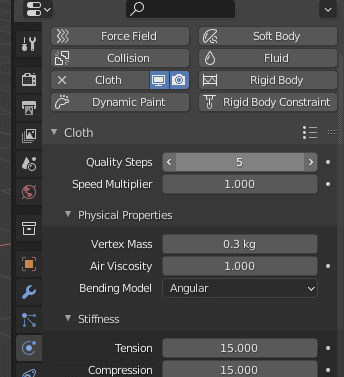 Force Field
Soft Body
Collision
Fluid
Cloth
Rigid Body
Dynamic Paint
Rigid Body Constraint
Cloth
Quality Steps 5
Speed Multiplier 1.000
Physical Properties
Vertex Mass 0.3 kg
Air Viscosity 1.000
Bending Model Angular
Stiffness
Tension 15.000
Compression 15.000